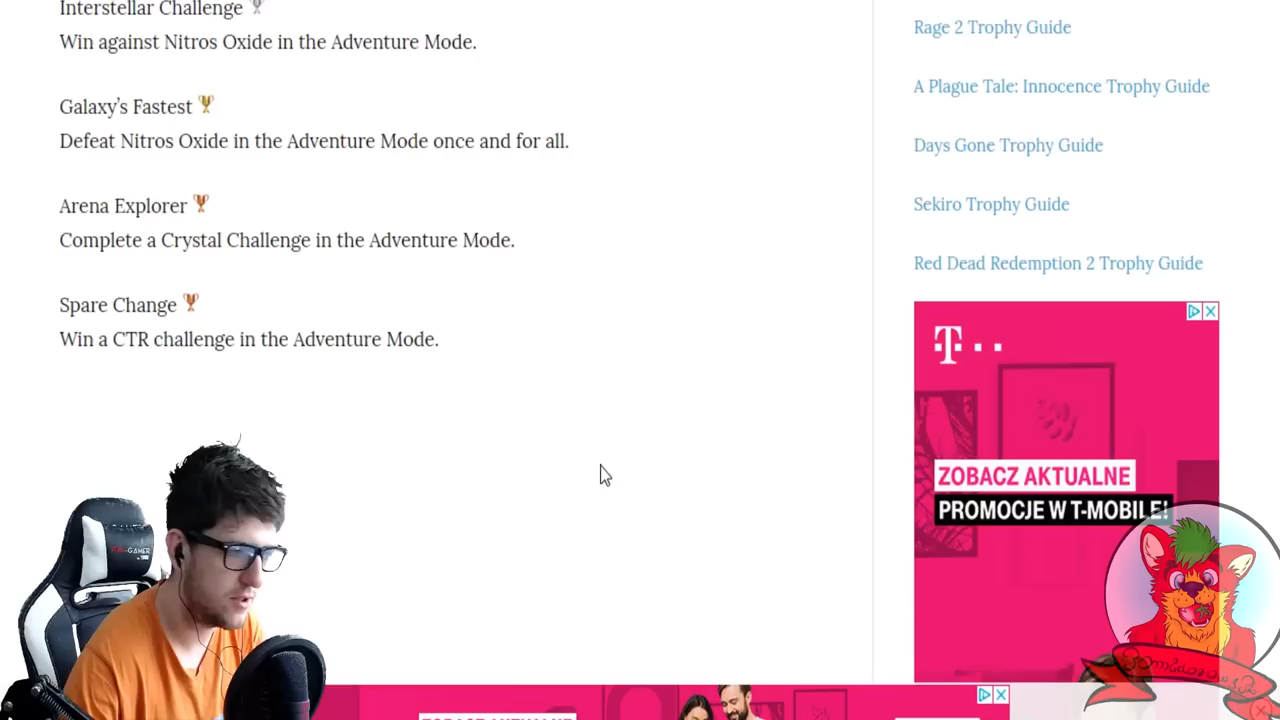 Interstellar Challenge
Win against Nitros Oxide in the Adventure Mode.
Galaxy's Fastest
Defeat Nitros Oxide in the Adventure Mode once and for all.
Arena Explorer
Complete a Crystal Challenge in the Adventure Mode.
Spare Change
Win a CTR challenge in the Adventure Mode.
Rage 2 Trophy Guide
A Plague Tale: Innocence Trophy Guide
Days Gone Trophy Guide
Sekiro Trophy Guide
Red Dead Redemption 2 Trophy Guide
T
ZOBACZ AKTUALNE
PROMOCJE W T-MOBILE!
ZOBACZ AKTUALNE